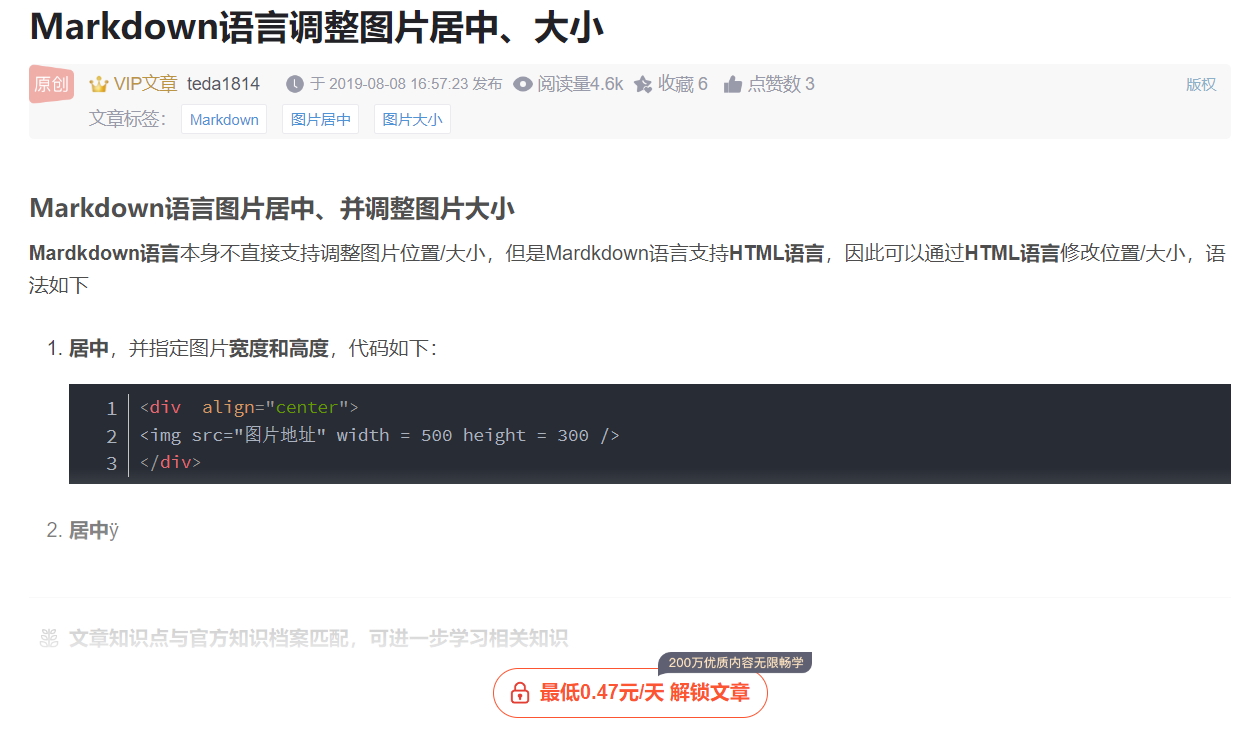 Markdown语言调整图片居中、大小
原创 VIP文章 teda1814 于 2019-08-08 16:57:23 发布 阅读量4.6k 收藏 6 点赞数 3 版权
文章标签： Markdown 图片居中 图片大小
Markdown语言图片居中、并调整图片大小
Mardkdown语言本身不直接支持调整图片位置/大小，但是Mardkdown语言支持HTML语言，因此可以通过HTML语言修改位置/大小，语
法如下
1. 居中，并指定图片宽度和高度，代码如下：
1 <div  align="center">
2 <img src="图片地址" width = 500 height = 300 />
3 </div>
2. 居中ÿ
文章知识点与官方知识档案匹配，可进一步学习相关知识
200万优质内容无限畅学
最低0.47元/天 解锁文章